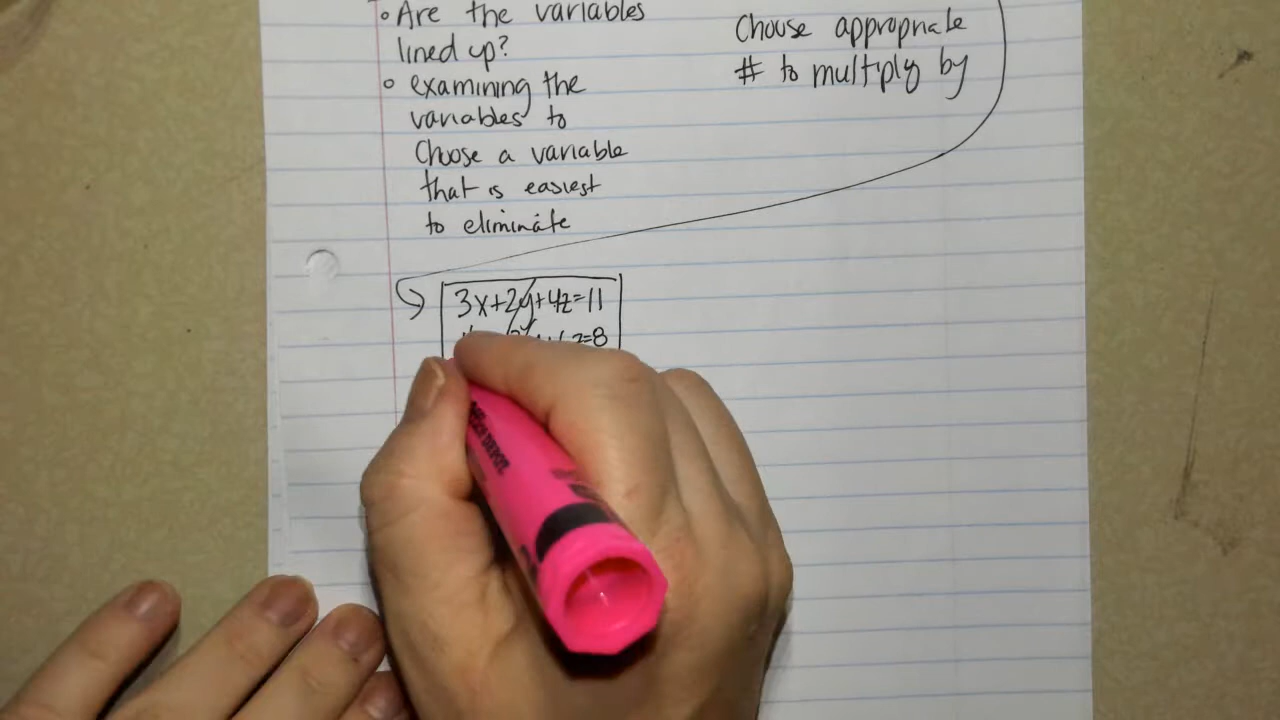 ◦ Are the variables
lined up?
◦ examining the
variables to
Choose a variable
that is easiest
to eliminate
Choose appropriate
# to multiply by
3x+2y+4z=11
z=8